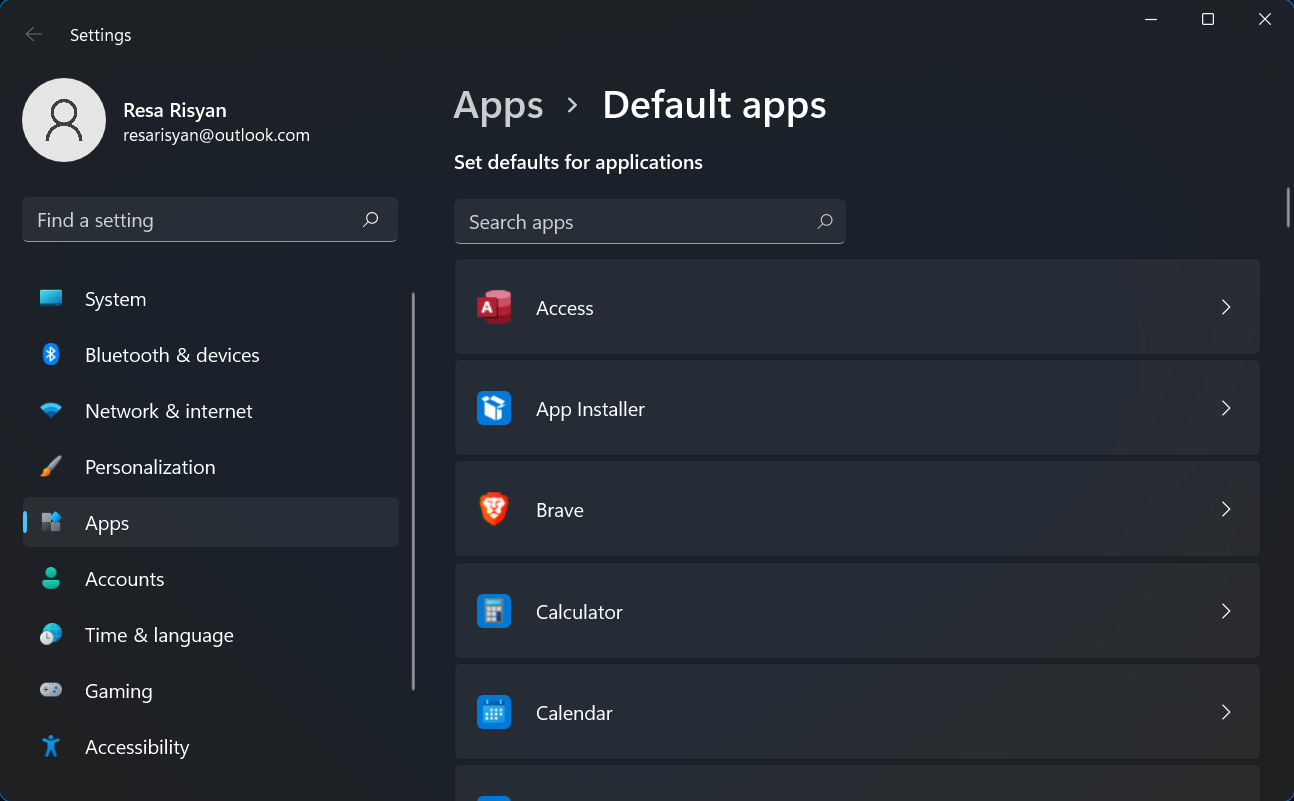 Settings
Resa Risyan
resarisyan@outlook.com
Find a setting
System
Bluetooth & devices
Network & internet
Personalization
Apps
Accounts
Time & language
Gaming
Accessibility
Apps > Default apps
Set defaults for applications
Search apps
A Access
App Installer
Brave
Calculator
Calendar